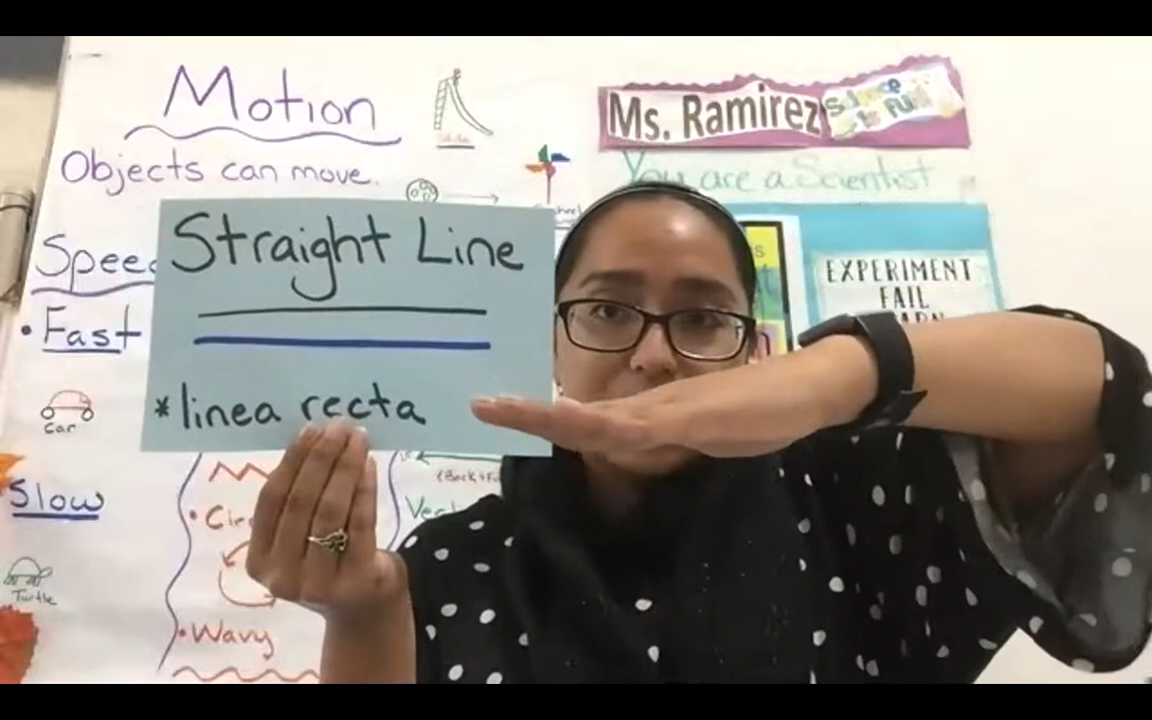 Motion
Objects can move.
Ms. Ramirez
Science is Fun!
You are a Scientist
Straight Line
*linea recta
• Fast
Car
Slow
Turtle
• Wavy
EXPERIMENT
FAIL